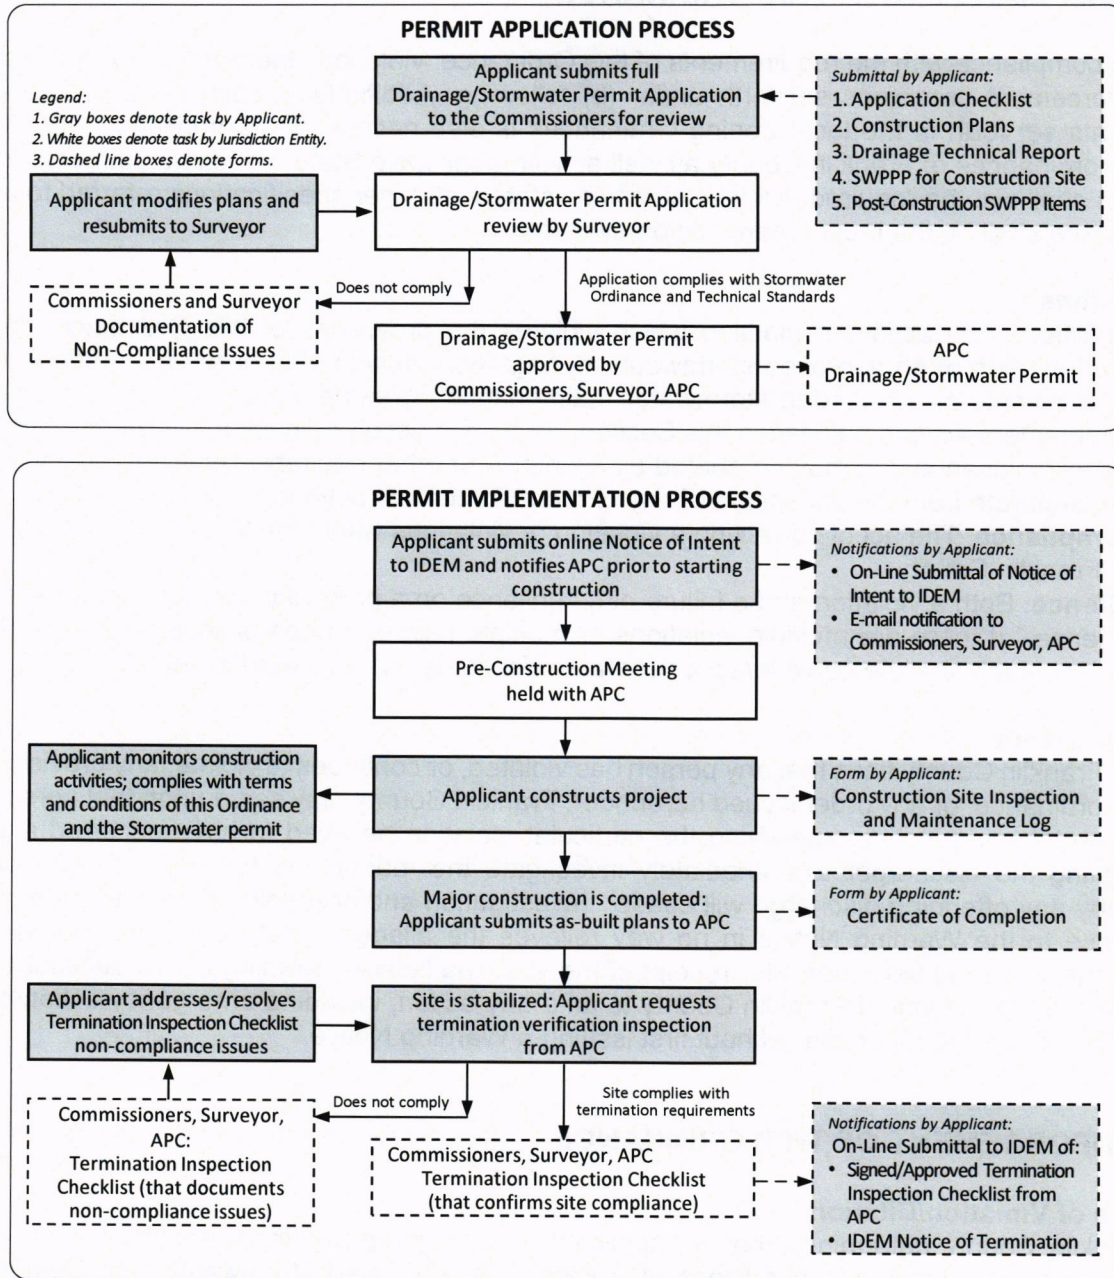 PERMIT APPLICATION PROCESS
Legend:
1. Gray boxes denote task by Applicant.
2. White boxes denote task by Jurisdiction Entity.
3. Dashed line boxes denote forms.
Applicant submits full
Drainage/Stormwater Permit Application
to the Commissioners for review
Submittal by Applicant:
1. Application Checklist
2. Construction Plans
3. Drainage Technical Report
4. SWPPP for Construction Site
5. Post-Construction SWPPP Items
Applicant modifies plans and
resubmits to Surveyor
Drainage/Stormwater Permit Application
review by Surveyor
Does not comply
Application complies with Stormwater
Ordinance and Technical Standards
Commissioners and Surveyor
Documentation of
Non-Compliance Issues
Drainage/Stormwater Permit
approved by
Commissioners, Surveyor, APC
APC
Drainage/Stormwater Permit
PERMIT IMPLEMENTATION PROCESS
Applicant submits online Notice of Intent
to IDEM and notifies APC prior to starting
construction
Notifications by Applicant:
• On-Line Submittal of Notice of
Intent to IDEM
• E-mail notification to
Commissioners, Surveyor, APC
Pre-Construction Meeting
held with APC
Applicant monitors construction
activities; complies with terms
and conditions of this Ordinance
and the Stormwater permit
Applicant constructs project
Form by Applicant:
Construction Site Inspection
and Maintenance Log
Major construction is completed:
Applicant submits as-built plans to APC
Form by Applicant:
Certificate of Completion
Applicant addresses/resolves
Termination Inspection Checklist
non-compliance issues
Site is stabilized: Applicant requests
termination verification inspection
from APC
Does not comply
Site complies with
termination requirements
Commissioners, Surveyor,
APC:
Termination Inspection
Checklist (that documents
non-compliance issues)
Commissioners, Surveyor, APC
Termination Inspection Checklist
(that confirms site compliance)
Notifications by Applicant:
On-Line Submittal to IDEM of:
• Signed/Approved Termination
Inspection Checklist from
APC
• IDEM Notice of Termination